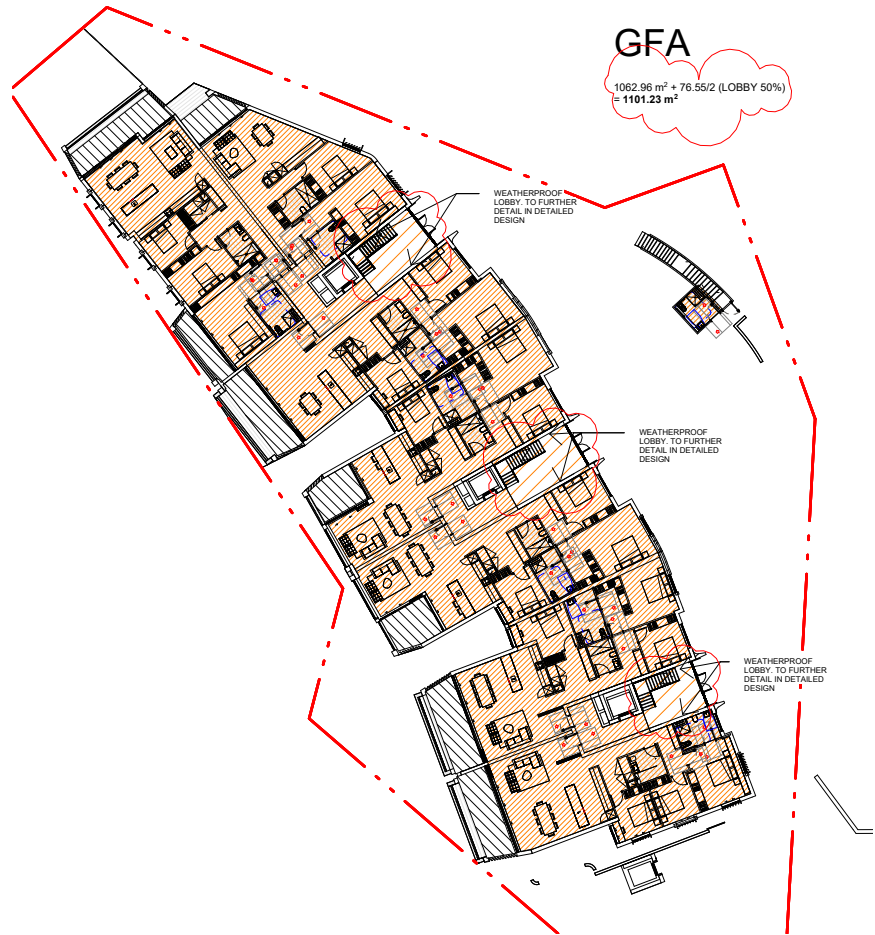 GFA
1062.96 m² + 76.55/2 (LOBBY 50%)
= 1101.23 m²
WEATHERPROOF
LOBBY. TO FURTHER
DETAIL IN DETAILED
DESIGN
WEATHERPROOF
LOBBY. TO FURTHER
DETAIL IN DETAILED
DESIGN
WEATHERPROOF
LOBBY. TO FURTHER
DETAIL IN DETAILED
DESIGN